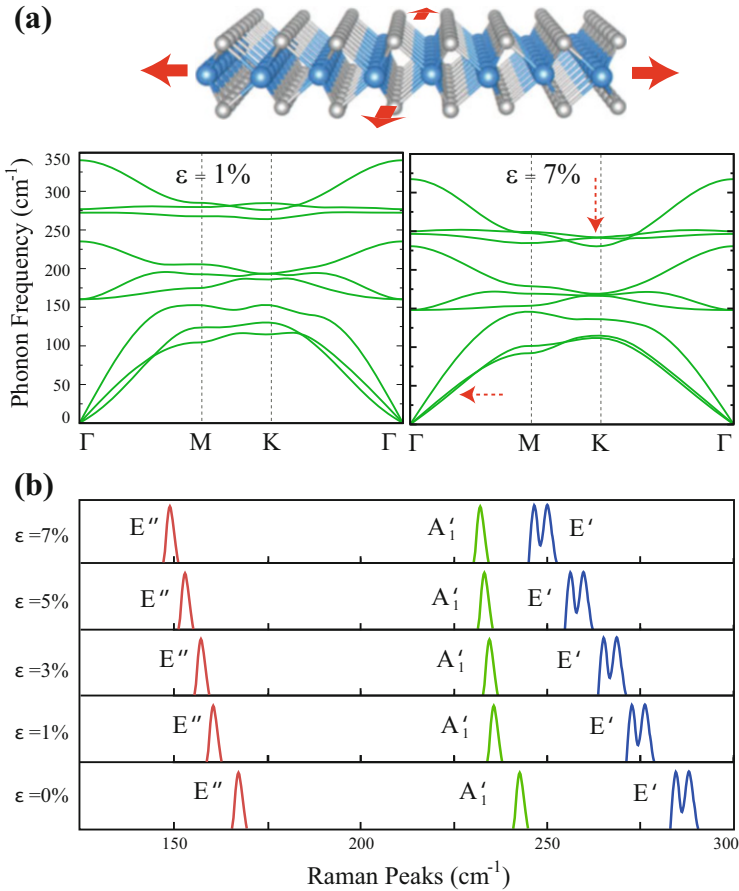 (a)
Phonon Frequency (cm⁻¹)
350
300
250
200
150
100
50
0
ε = 1%
ε = 7%
Γ M K Γ
Γ M K Γ
(b)
ε =7% E″ A′₁ E′
ε =5% E″ A′₁ E′
ε =3% E″ A′₁ E′
ε =1% E″ A′₁ E′
ε =0% E″ A′₁ E′
150 200 250 300
Raman Peaks (cm⁻¹)